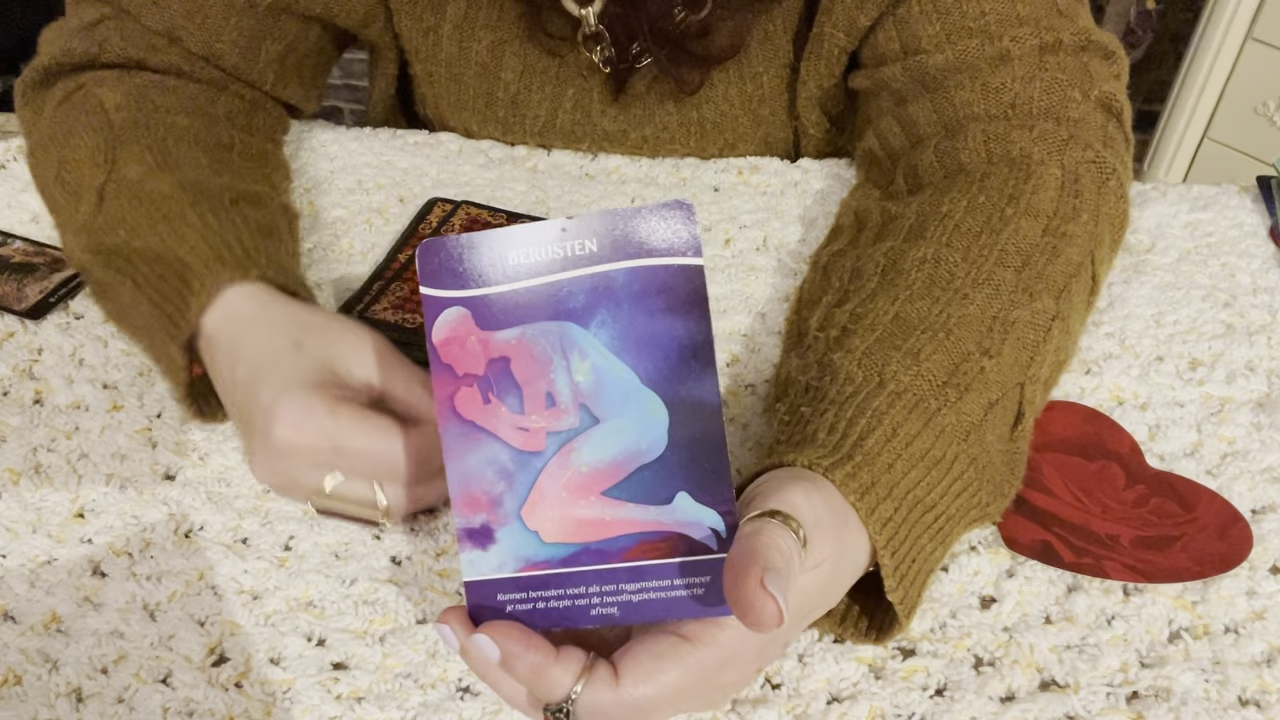 BERUSTEN
Kunnen berusten voelt als een ruggensteun wanneer
je naar de diepte van de tweelingzielenconnectie
afreist.